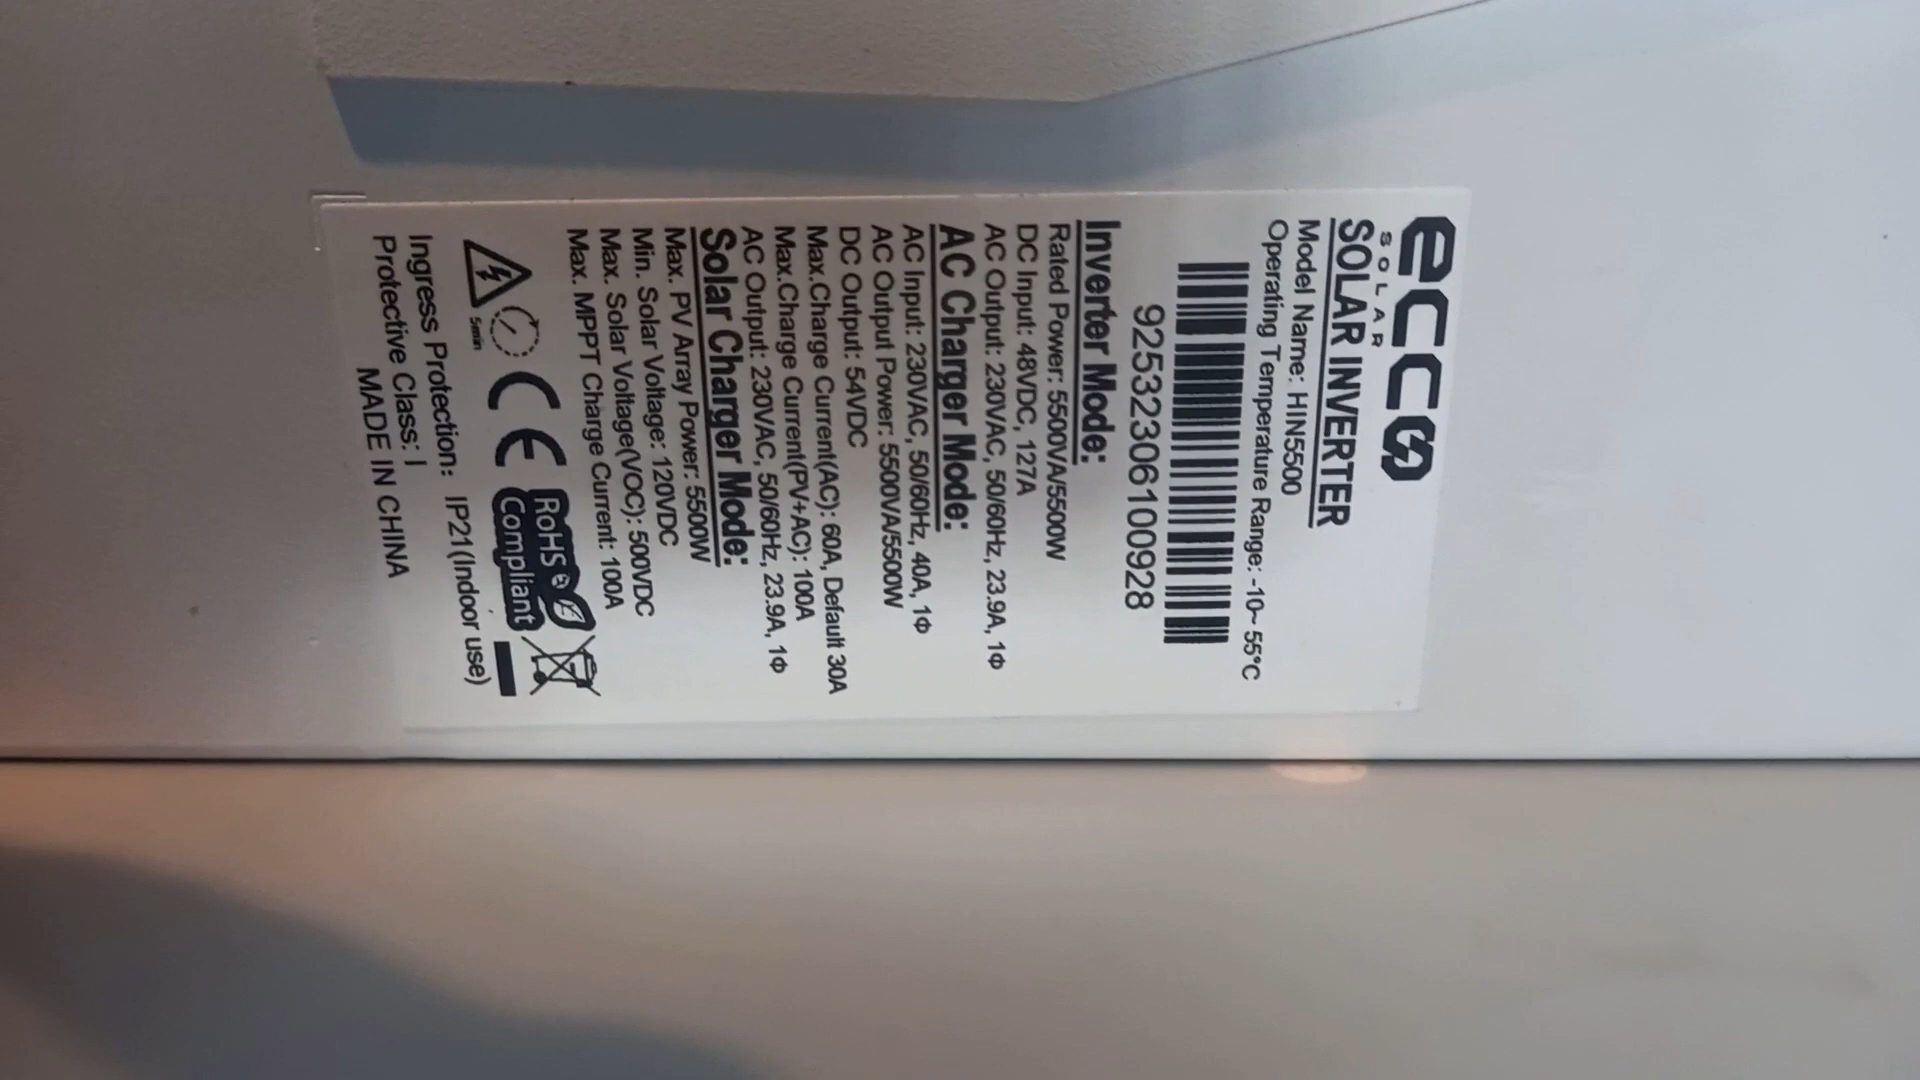 ecco
SOLAR
SOLAR INVERTER
Model Name: HIN5500
Operating Temperature Range: -10~ 55°C
92532306100928
Inverter Mode:
Rated Power: 5500VA/5500W
DC Input: 48VDC, 127A
AC Output: 230VAC, 50/60Hz, 23.9A, 1Φ
AC Charger Mode:
AC Input: 230VAC, 50/60Hz, 40A, 1Φ
AC Output Power: 5500VA/5500W
DC Output: 54VDC
Max.Charge Current(AC): 60A, Default 30A
Max.Charge Current(PV+AC): 100A
AC Output: 230VAC, 50/60Hz, 23.9A, 1Φ
Solar Charger Mode:
Max. PV Array Power: 5500W
Min. Solar Voltage: 120VDC
Max. Solar Voltage(VOC): 500VDC
Max. MPPT Charge Current: 100A
5min
CE
RoHS
Compliant
Ingress Protection: IP21(Indoor use)
Protective Class: I
MADE IN CHINA